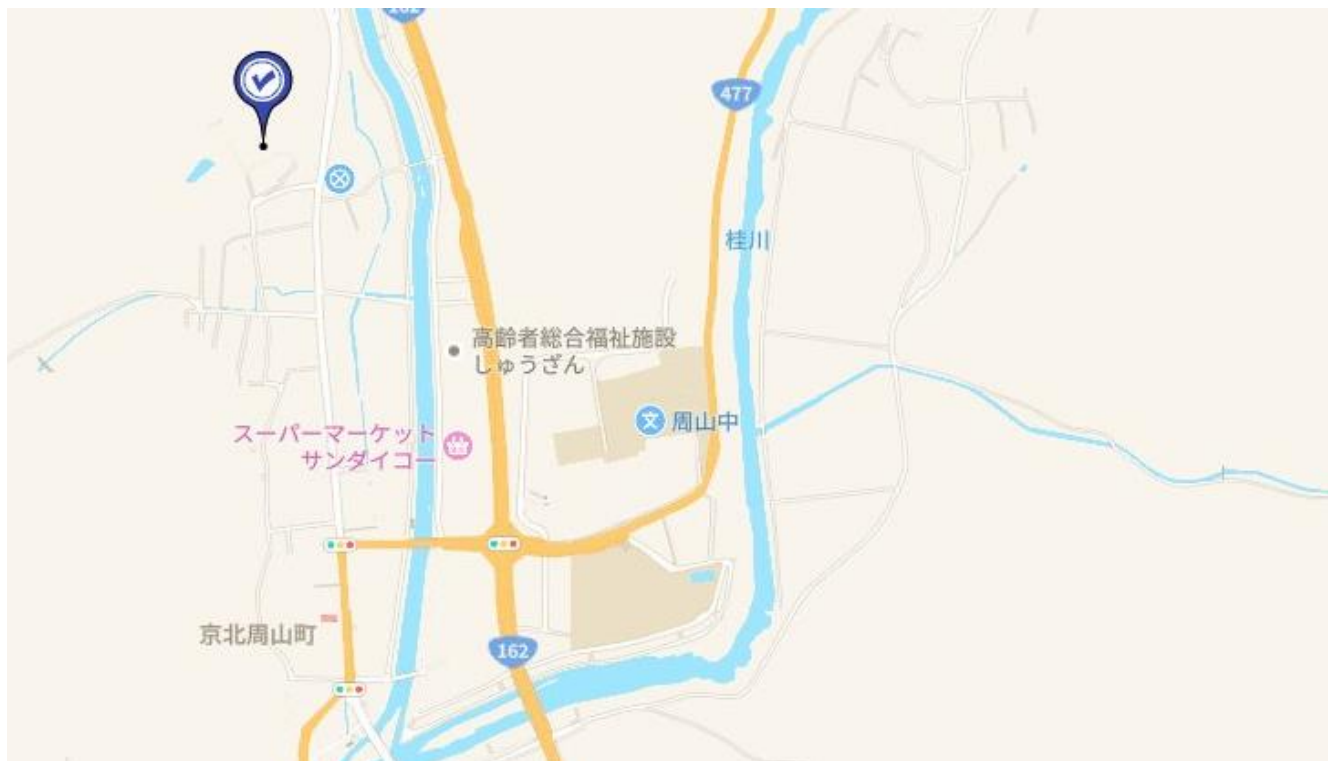 162
477
桂川
高齢者総合福祉施設
しゅうざん
文
周山中
スーパーマーケット
サンダイコー
京北周山町
162